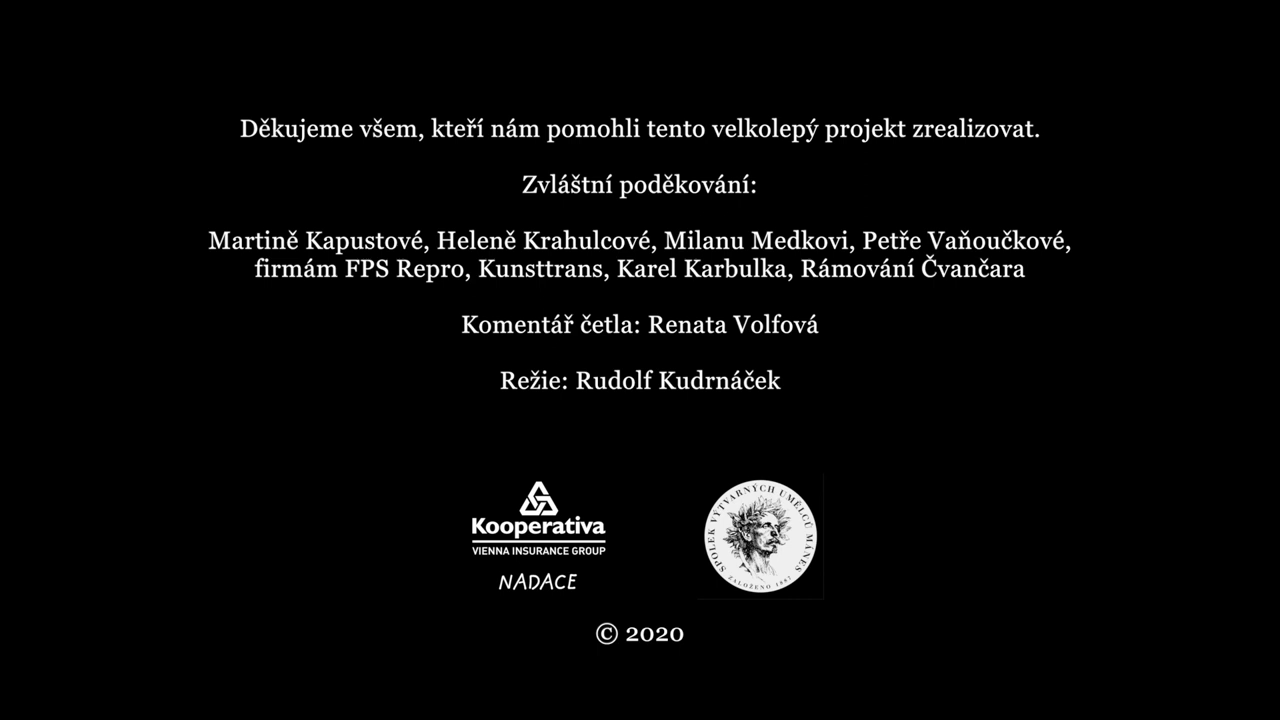 Děkujeme všem, kteří nám pomohli tento velkolepý projekt zrealizovat.
Zvláštní poděkování:
Martině Kapustové, Heleně Krahulcové, Milanu Medkovi, Petře Vaňoučkové,
firmám FPS Repro, Kunsttrans, Karel Karbulka, Rámování Čvančara
Komentář četla: Renata Volfová
Režie: Rudolf Kudrnáček
Kooperativa
VIENNA INSURANCE GROUP
NADACE
SPOLEK VÝTVARNÝCH UMĚLCŮ MÁNES
ZALOŽENO 1887
© 2020